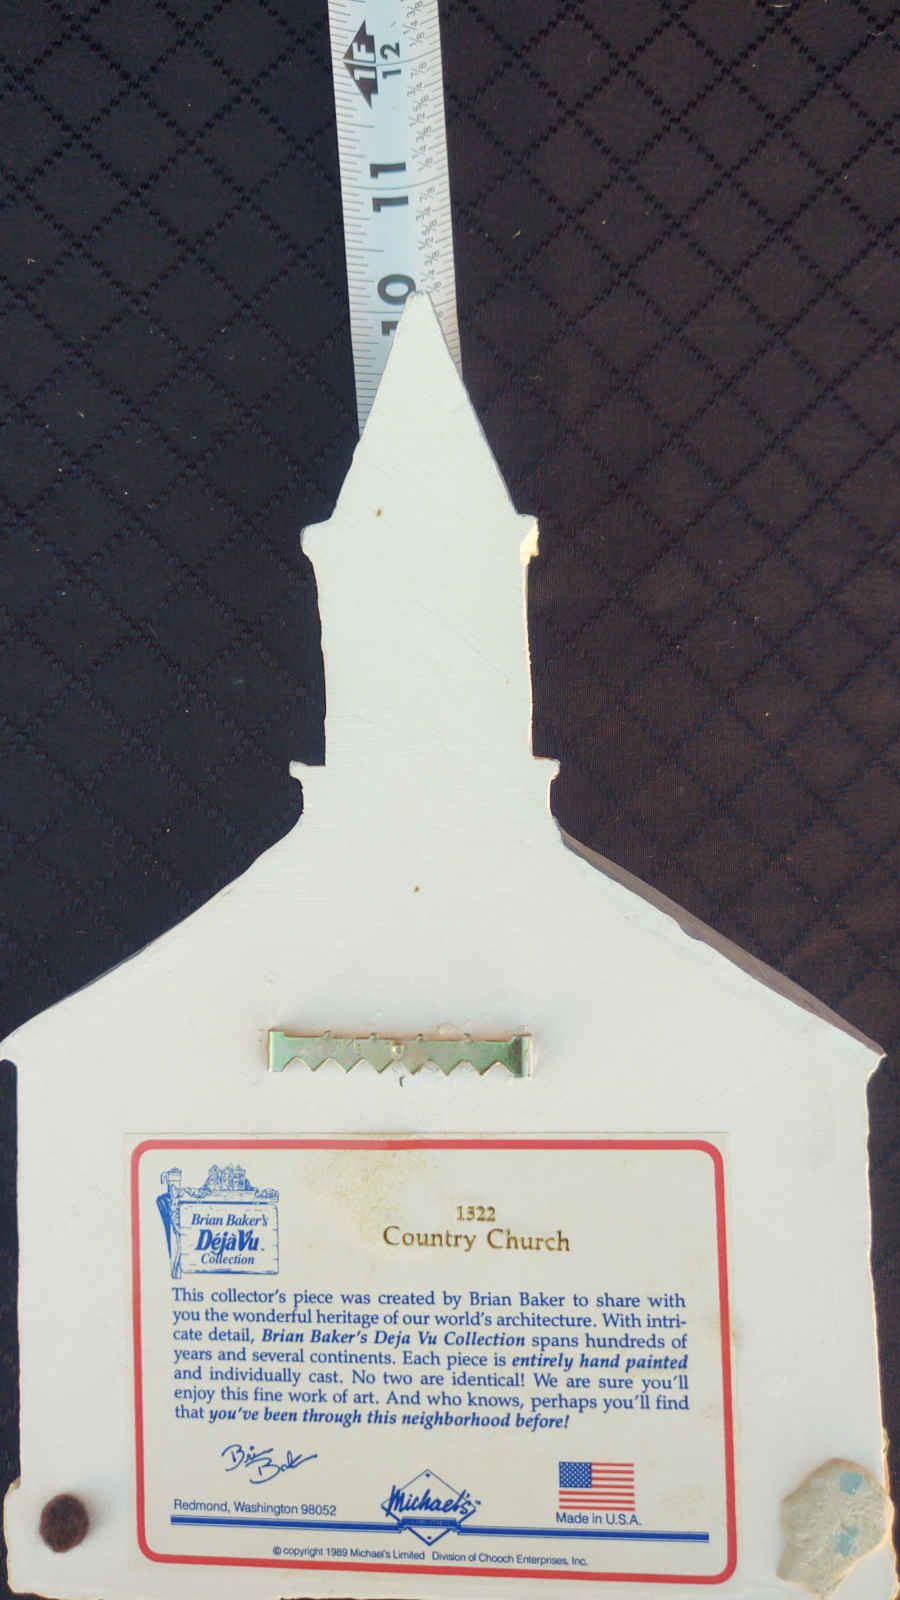 1F 12
11
10
Brian Baker's
DéjàVu™
Collection
1322
Country Church
This collector's piece was created by Brian Baker to share with
you the wonderful heritage of our world's architecture. With intri-
cate detail, Brian Baker's Deja Vu Collection spans hundreds of
years and several continents. Each piece is entirely hand painted
and individually cast. No two are identical! We are sure you'll
enjoy this fine work of art. And who knows, perhaps you'll find
that you've been through this neighborhood before!
Brian Baker
Redmond, Washington 98052
Michael's™
Made in U.S.A.
© copyright 1989 Michael's Limited Division of Chooch Enterprises, Inc.